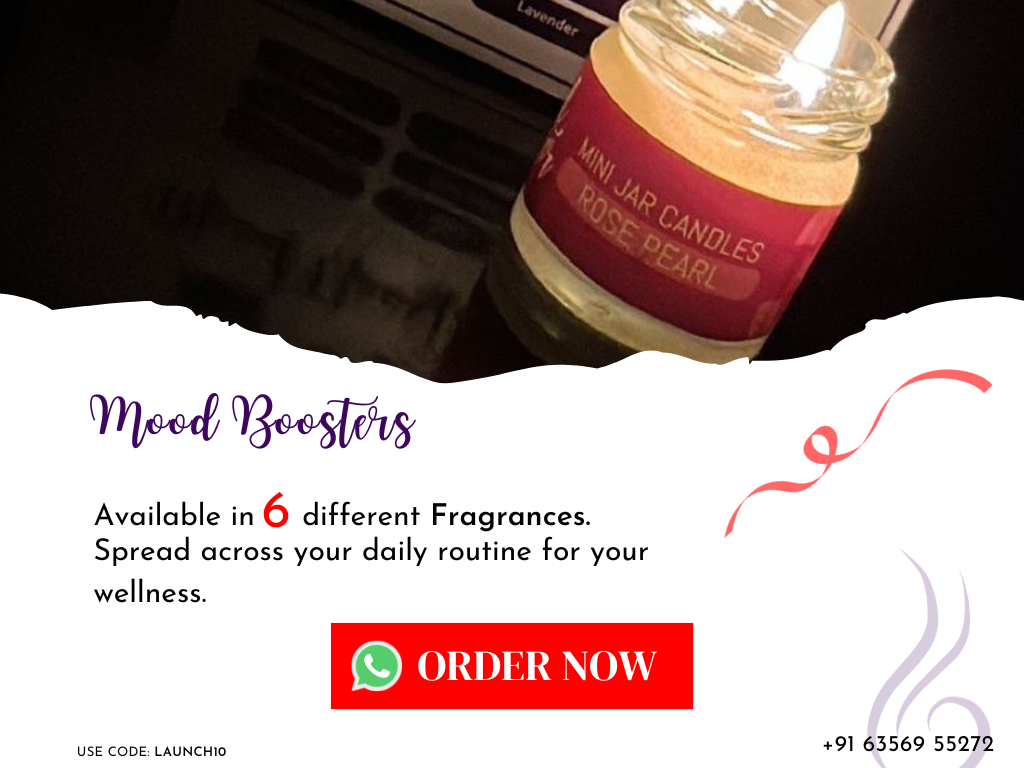 Lavender
MINI JAR CANDLES
ROSE PEARL
Mood Boosters
Available in 6 different Fragrances.
Spread across your daily routine for your
wellness.
ORDER NOW
USE CODE: LAUNCH10
+91 63569 55272